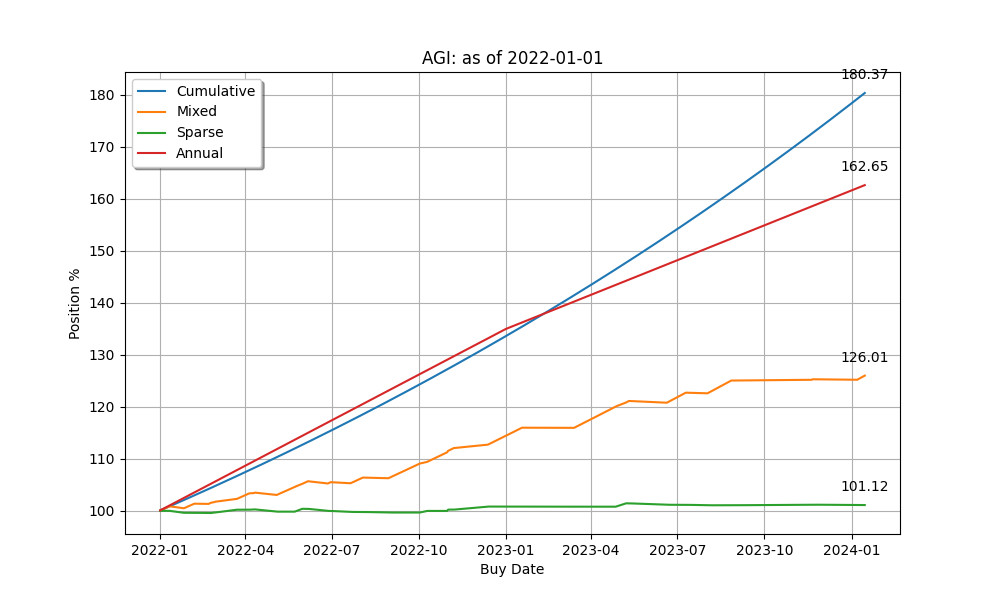 AGI: as of 2022-01-01
180.37
Cumulative
Mixed
Sparse
Annual
162.65
126.01
101.12
180
170
160
150
140
130
120
110
100
Position %
2022-01 2022-04 2022-07 2022-10 2023-01 2023-04 2023-07 2023-10 2024-01
Buy Date